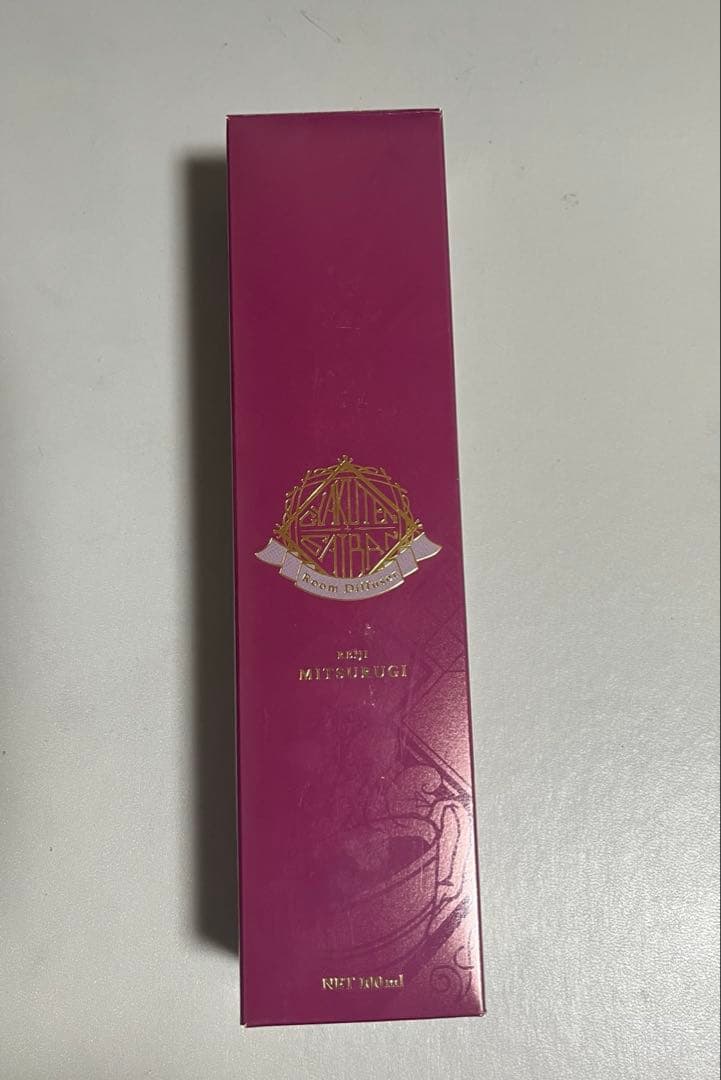 GYAKUTEN
SAIBAN
Room Diffuser
REIJI
MITSURUGI
NET 100ml